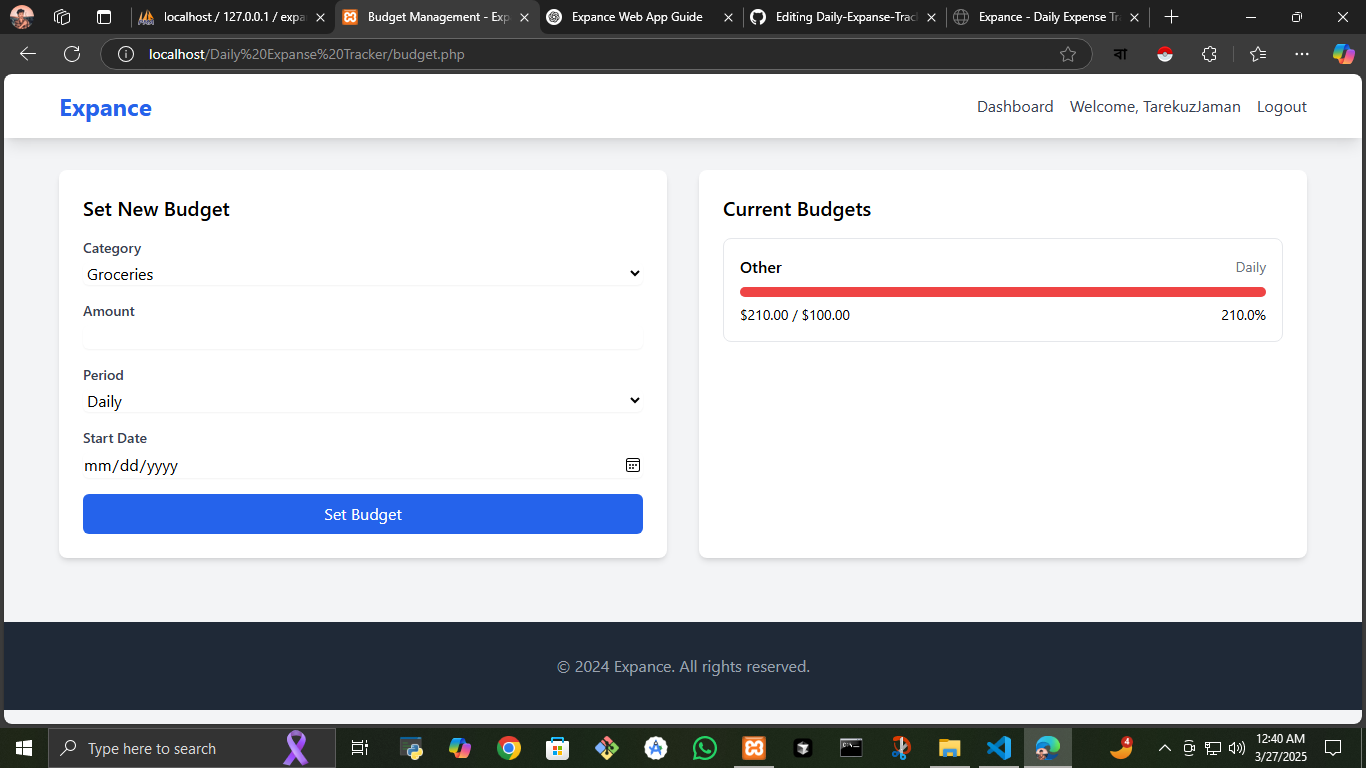 localhost / 127.0.0.1 / expa
Budget Management - Exp
Expance Web App Guide
Editing Daily-Expanse-Trac
Expance - Daily Expense Tr
localhost/Daily%20Expanse%20Tracker/budget.php
বা
Expance
Dashboard
Welcome, TarekuzJaman
Logout
Set New Budget
Category
Groceries
Amount
Period
Daily
Start Date
mm/dd/yyyy
Set Budget
Current Budgets
Other
Daily
$210.00 / $100.00
210.0%
© 2024 Expance. All rights reserved.
Type here to search
4
12:40 AM
3/27/2025